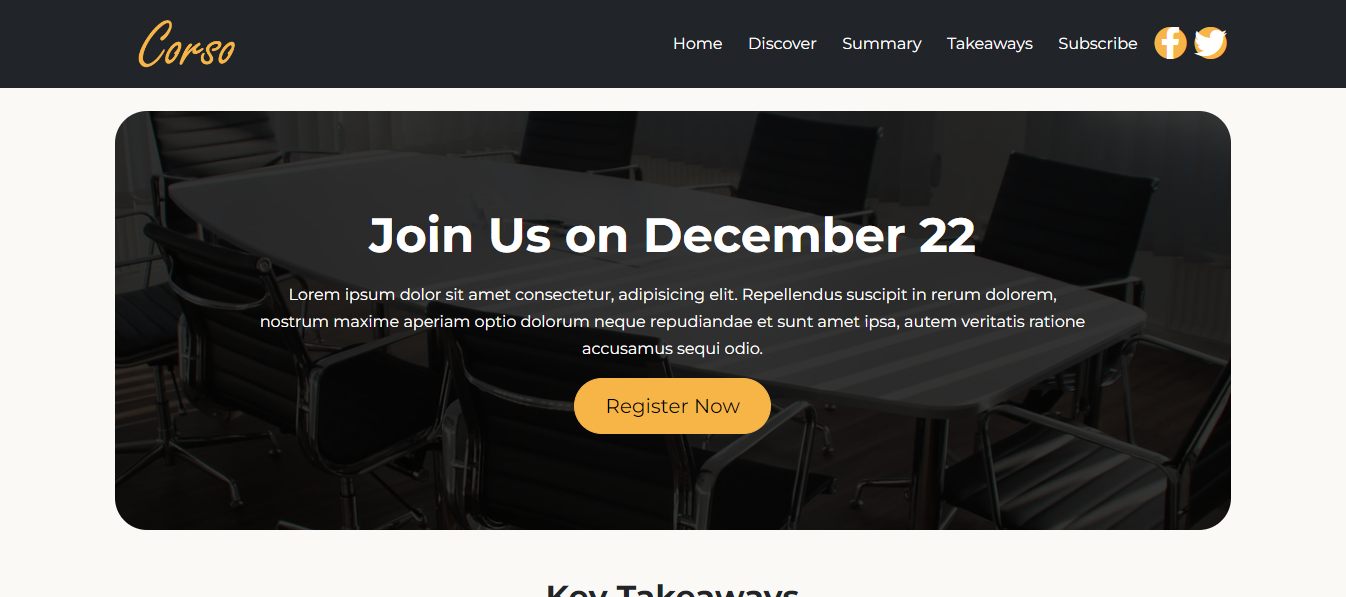 Corso
Home Discover Summary Takeaways Subscribe
Join Us on December 22
Lorem ipsum dolor sit amet consectetur, adipisicing elit. Repellendus suscipit in rerum dolorem,
nostrum maxime aperiam optio dolorum neque repudiandae et sunt amet ipsa, autem veritatis ratione
accusamus sequi odio.
Register Now
Key Takeaways